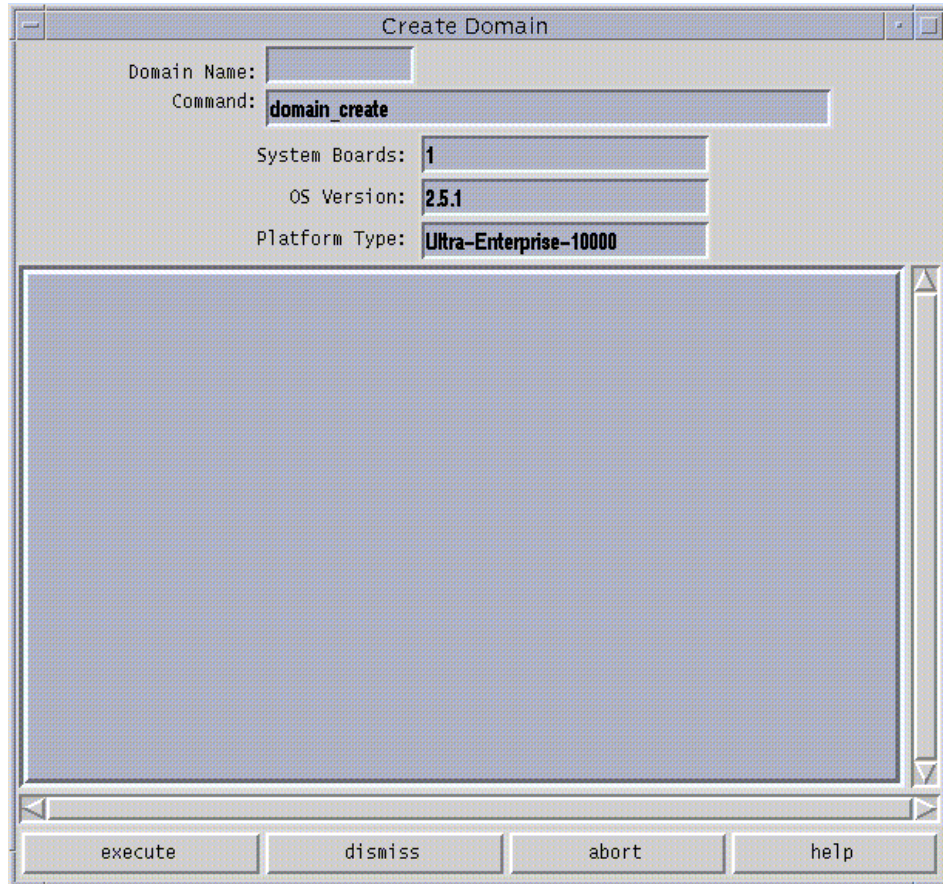 Create Domain
Domain Name:
Command: domain_create
System Boards: 1
OS Version: 2.5.1
Platform Type: Ultra-Enterprise-10000
execute dismiss abort help